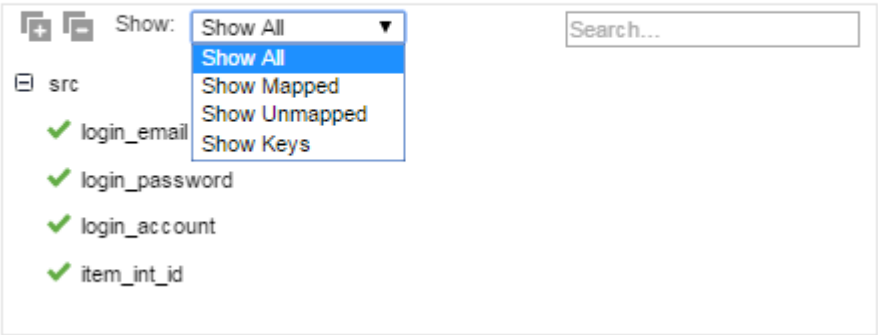 Show: Show All Search...
Show All
Show Mapped
Show Unmapped
Show Keys
src
login_email
login_password
login_account
item_int_id